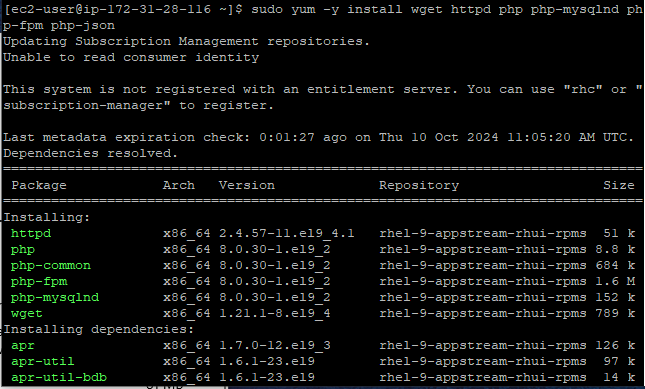 [ec2-user@ip-172-31-28-116 ~]$ sudo yum -y install wget httpd php php-mysqlnd ph
p-fpm php-json
Updating Subscription Management repositories.
Unable to read consumer identity
This system is not registered with an entitlement server. You can use "rhc" or "
subscription-manager" to register.
Last metadata expiration check: 0:01:27 ago on Thu 10 Oct 2024 11:05:20 AM UTC.
Dependencies resolved.
================================================================================
Package Arch Version Repository Size
================================================================================
Installing:
httpd x86_64 2.4.57-11.el9_4.1 rhel-9-appstream-rhui-rpms 51 k
php x86_64 8.0.30-1.el9_2 rhel-9-appstream-rhui-rpms 8.8 k
php-common x86_64 8.0.30-1.el9_2 rhel-9-appstream-rhui-rpms 684 k
php-fpm x86_64 8.0.30-1.el9_2 rhel-9-appstream-rhui-rpms 1.6 M
php-mysqlnd x86_64 8.0.30-1.el9_2 rhel-9-appstream-rhui-rpms 152 k
wget x86_64 1.21.1-8.el9_4 rhel-9-appstream-rhui-rpms 789 k
Installing dependencies:
apr x86_64 1.7.0-12.el9_3 rhel-9-appstream-rhui-rpms 126 k
apr-util x86_64 1.6.1-23.el9 rhel-9-appstream-rhui-rpms 97 k
apr-util-bdb x86_64 1.6.1-23.el9 rhel-9-appstream-rhui-rpms 14 k